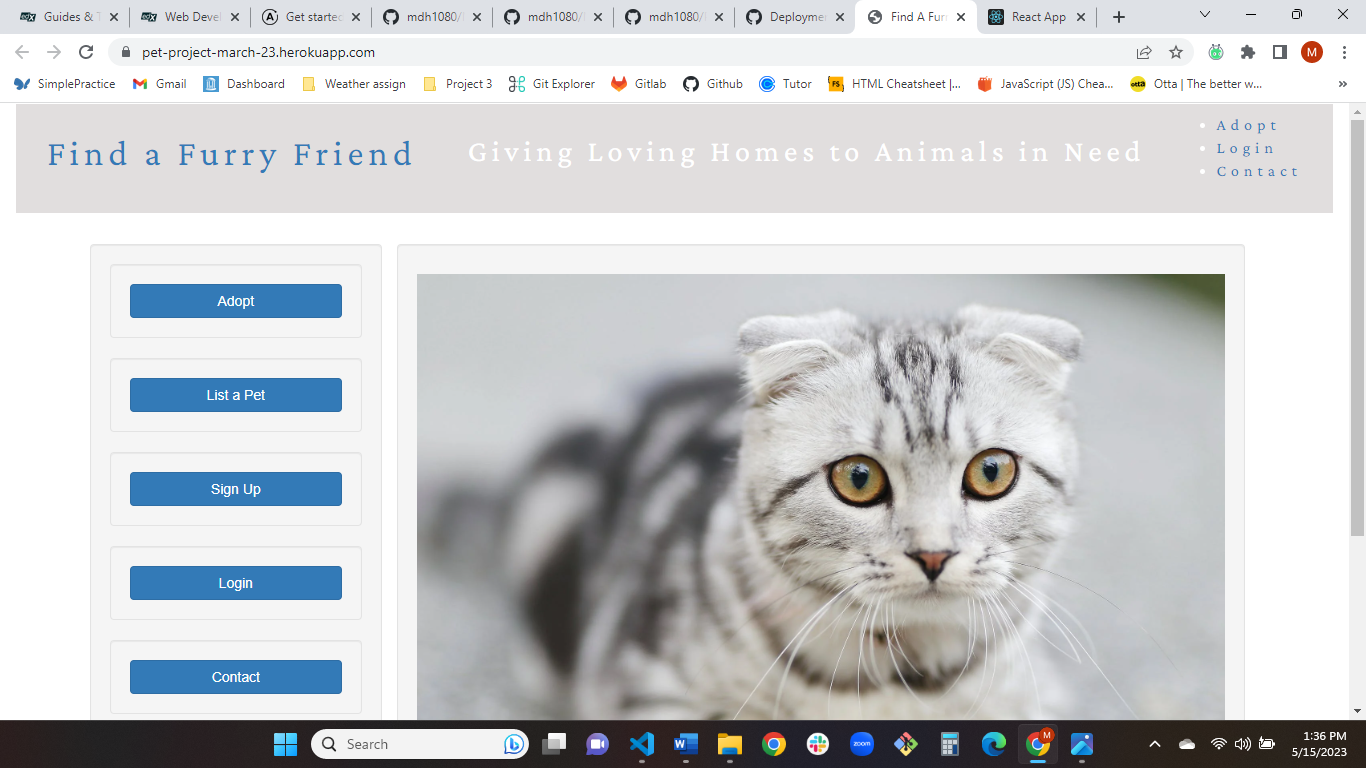 Guides & T
Web Devel
Get started
mdh1080/
mdh1080/
mdh1080/
Deploymen
Find A Furr
React App
pet-project-march-23.herokuapp.com
M
SimplePractice
Gmail
Dashboard
Weather assign
Project 3
Git Explorer
Gitlab
Github
Tutor
HTML Cheatsheet |...
JavaScript (JS) Chea...
Otta | The better w...
Find a Furry Friend
Giving Loving Homes to Animals in Need
Adopt
Login
Contact
Adopt
List a Pet
Sign Up
Login
Contact
Search
zoom
M
1:36 PM
5/15/2023